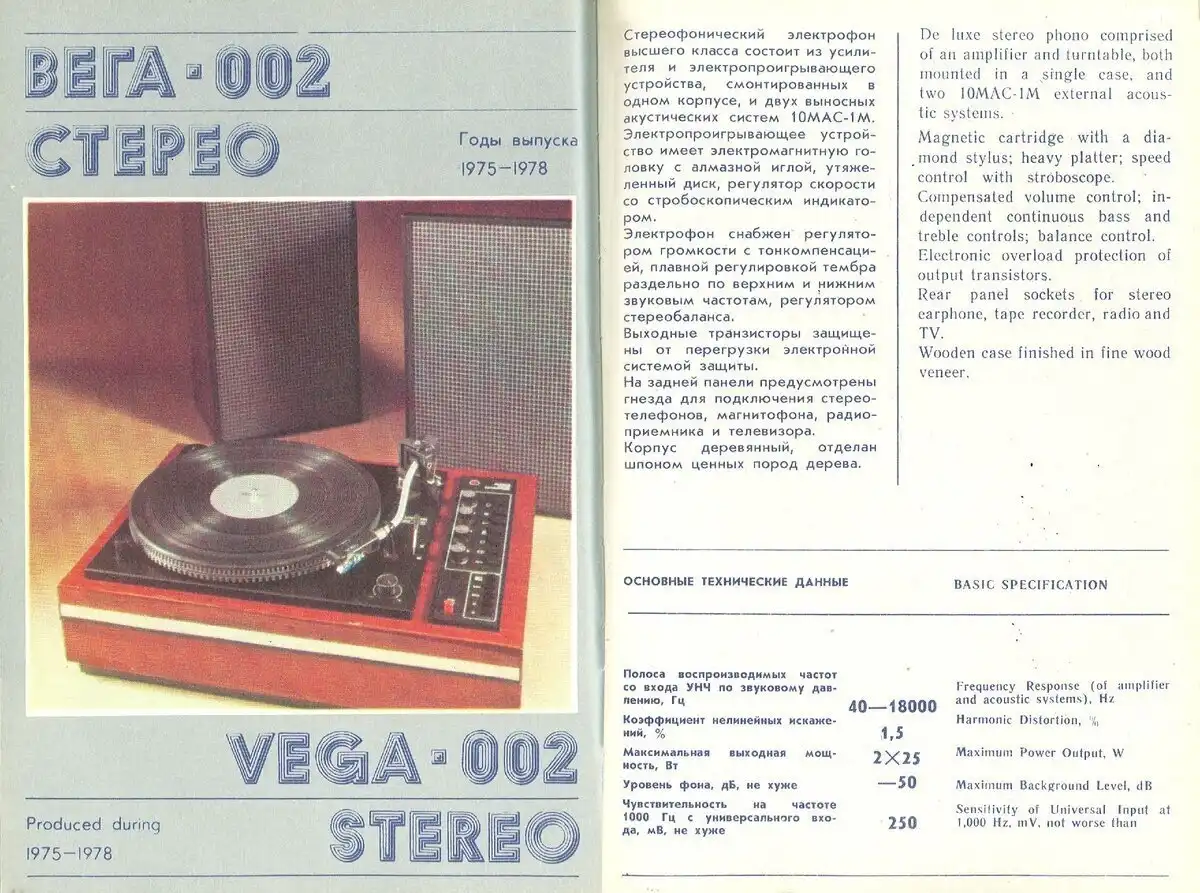 ВЕГА·002
СТЕРЕО
Годы выпуска
1975—1978
VEGA·002
STEREO
Produced during
1975—1978
Стереофонический электрофон
высшего класса состоит из усили-
теля и электропроигрывающего
устройства, смонтированных в
одном корпусе, и двух выносных
акустических систем 10МАС-1М.
Электропроигрывающее устрой-
ство имеет электромагнитную го-
ловку с алмазной иглой, утяже-
ленный диск, регулятор скорости
со стробоскопическим индикато-
ром.
Электрофон снабжен регулято-
ром громкости с тонкомпенсаци-
ей, плавной регулировкой тембра
раздельно по верхним и нижним
звуковым частотам, регулятором
стереобаланса.
Выходные транзисторы защище-
ны от перегрузки электронной
системой защиты.
На задней панели предусмотрены
гнезда для подключения стерео-
телефонов, магнитофона, радио-
приемника и телевизора.
Корпус деревянный, отделан
шпоном ценных пород дерева.
De luxe stereo phono comprised
of an amplifier and turntable, both
mounted in a single case, and
two 10MAC-1M external acous-
tic systems.
Magnetic cartridge with a dia-
mond stylus; heavy platter; speed
control with stroboscope.
Compensated volume control; in-
dependent continuous bass and
treble controls; balance control.
Electronic overload protection of
output transistors.
Rear panel sockets for stereo
earphone, tape recorder, radio and
TV.
Wooden case finished in fine wood
veneer.
ОСНОВНЫЕ ТЕХНИЧЕСКИЕ ДАННЫЕ
BASIC SPECIFICATION
Полоса воспроизводимых частот
со входа УНЧ по звуковому дав-
лению, Гц
40—18000
Frequency Response (of amplifier
and acoustic systems), Hz
Коэффициент нелинейных искаже-
ний, %
1,5
Harmonic Distortion, %
Максимальная выходная мощ-
ность, Вт
2×25
Maximum Power Output, W
Уровень фона, дБ, не хуже
—50
Maximum Background Level, dB
Чувствительность на частоте
1000 Гц с универсального вхо-
да, мВ, не хуже
250
Sensitivity of Universal Input at
1,000 Hz, mV, not worse than